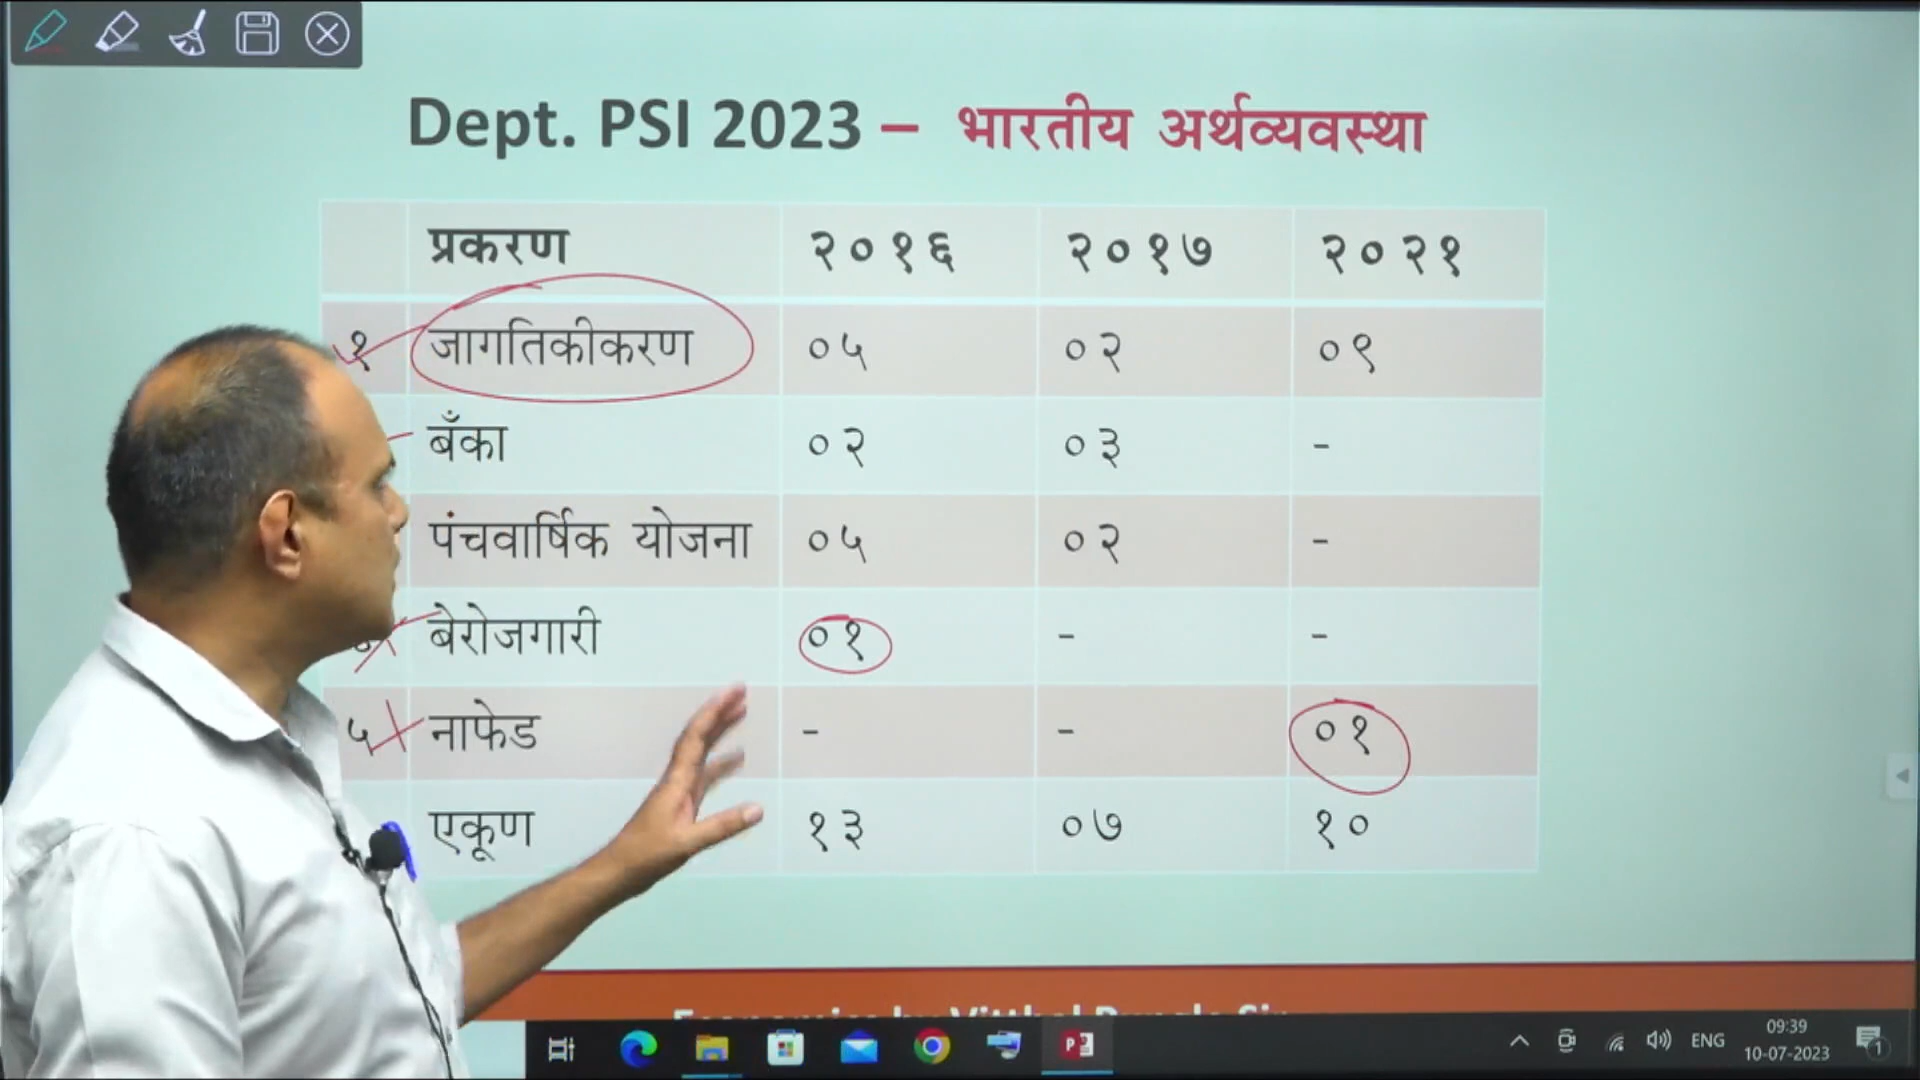 Dept. PSI 2023 – भारतीय अर्थव्यवस्था
प्रकरण २०१६ २०१७ २०२१
१ जागतिकीकरण ०५ ०२ ०९
बँका ०२ ०३ -
पंचवार्षिक योजना ०५ ०२ -
बेरोजगारी ०१ - -
५ नाफेड - - ०१
एकूण १३ ०७ १०
ENG
09:39
10-07-2023
1